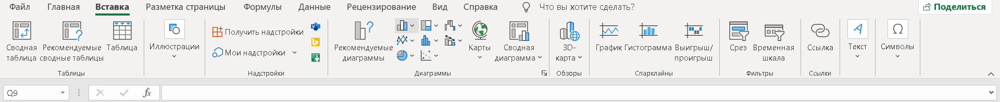 Файл Главная Вставка Разметка страницы Формулы Данные Рецензирование Вид Справка Что вы хотите сделать? Поделиться
Сводная таблица
Рекомендуемые сводные таблицы
Таблица
Таблицы
Иллюстрации
Получить надстройки
Мои надстройки
Надстройки
Рекомендуемые диаграммы
Карты
Сводная диаграмма
Диаграммы
3D-карта
Обзоры
График
Гистограмма
Выигрыш/проигрыш
Спарклайны
Срез
Временная шкала
Фильтры
Ссылка
Ссылки
Текст
Символы
Q9
fx